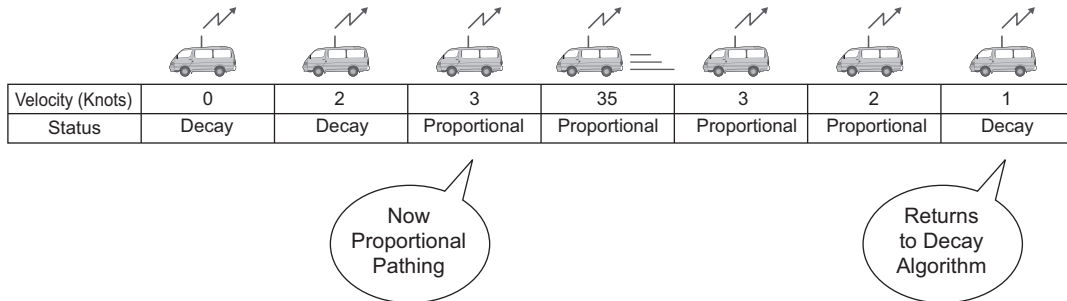 Velocity (Knots) 0 2 3 35 3 2 1
Status Decay Decay Proportional Proportional Proportional Proportional Decay
Now
Proportional
Pathing
Returns
to Decay
Algorithm